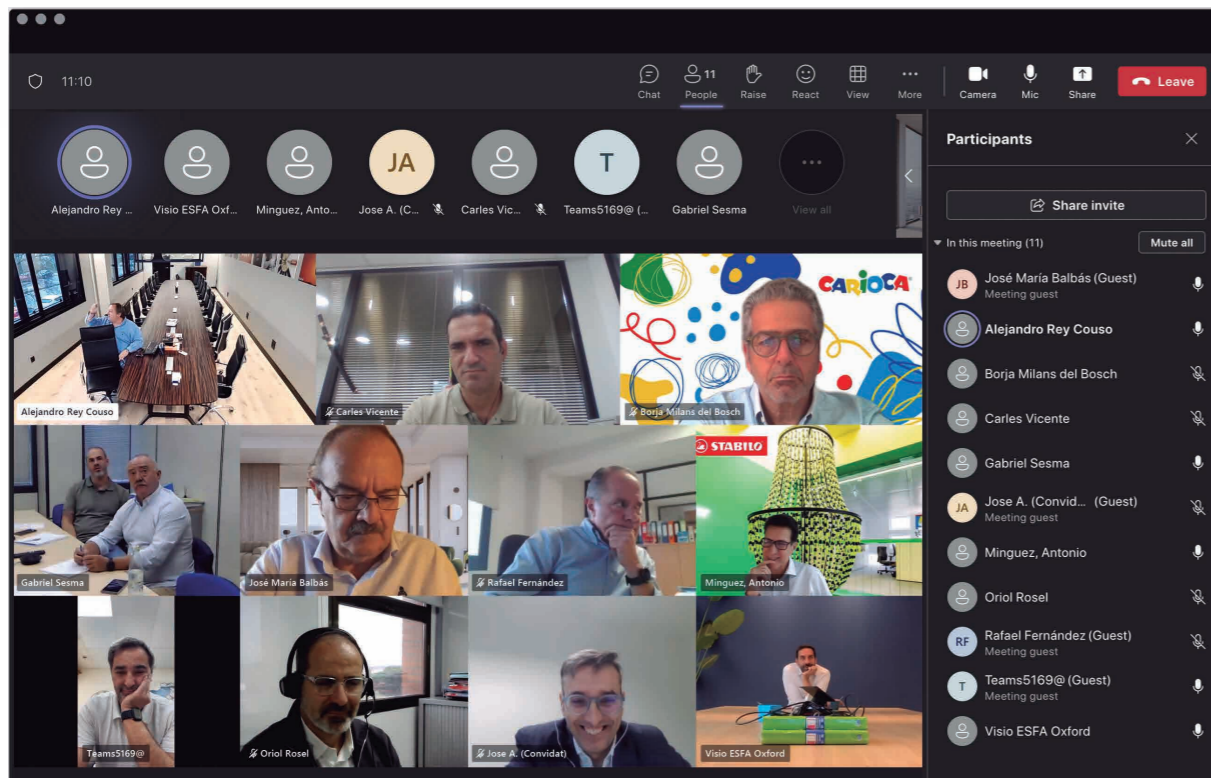 11:10
Chat
11
People
Raise
React
View
More
Camera
Mic
Share
Leave
Alejandro Rey ...
Visio ESFA Oxf...
Minguez, Anto...
JA
Jose A. (C...
Carles Vic...
T
Teams5169@ (...
Gabriel Sesma
View all
Alejandro Rey Couso
Carles Vicente
CARIOCA
Borja Milans del Bosch
Gabriel Sesma
José María Balbás
Rafael Fernández
STABILO
Minguez, Antonio
Teams5169@
Oriol Rosel
Jose A. (Convidat)
Visio ESFA Oxford
Participants
Share invite
In this meeting (11)
Mute all
JB
José María Balbás (Guest)
Meeting guest
Alejandro Rey Couso
Borja Milans del Bosch
Carles Vicente
Gabriel Sesma
JA
Jose A. (Convid... (Guest)
Meeting guest
Minguez, Antonio
Oriol Rosel
RF
Rafael Fernández (Guest)
Meeting guest
T
Teams5169@ (Guest)
Meeting guest
Visio ESFA Oxford